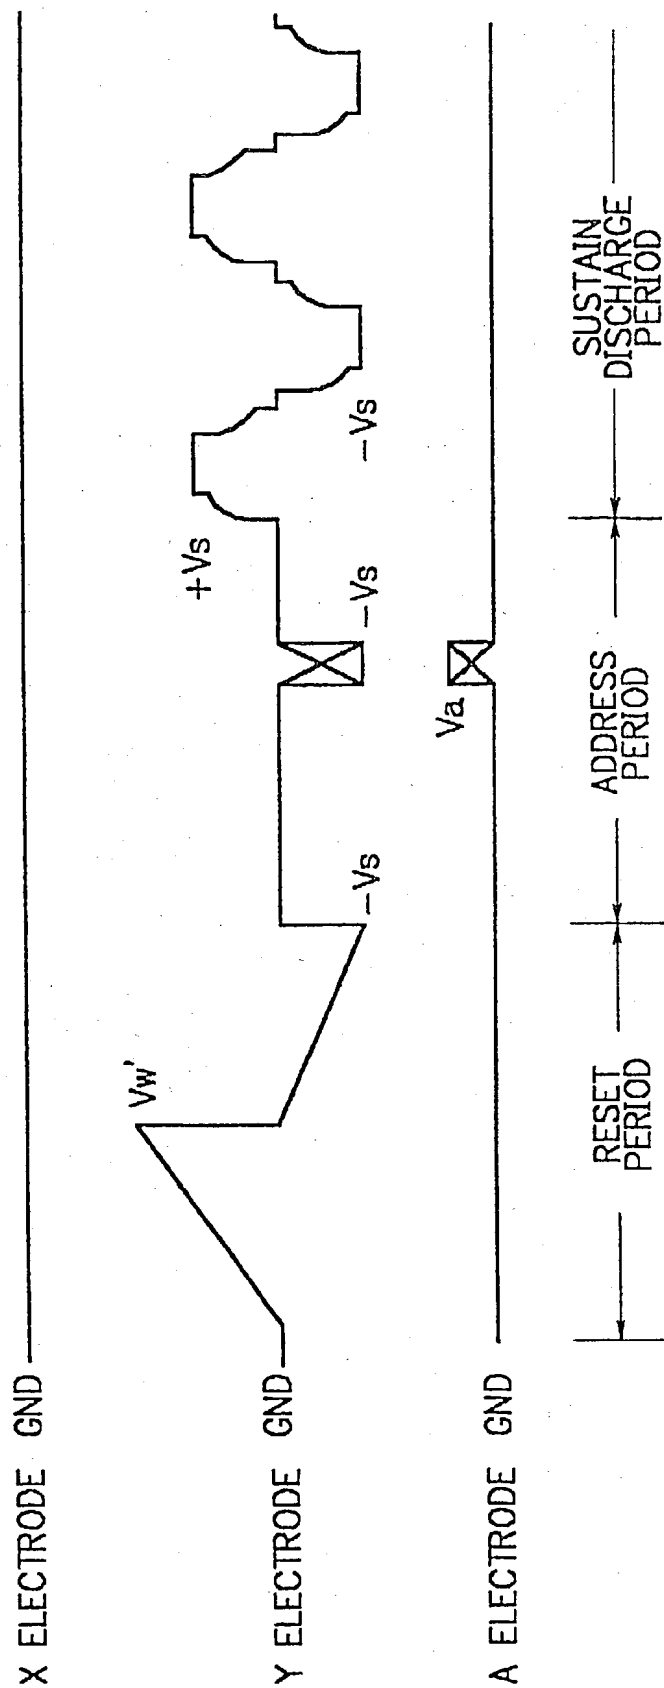 X ELECTRODE GND
Vw'
+Vs
Y ELECTRODE GND
-Vs
-Vs
-Vs
Va
A ELECTRODE GND
RESET
PERIOD
ADDRESS
PERIOD
SUSTAIN
DISCHARGE
PERIOD